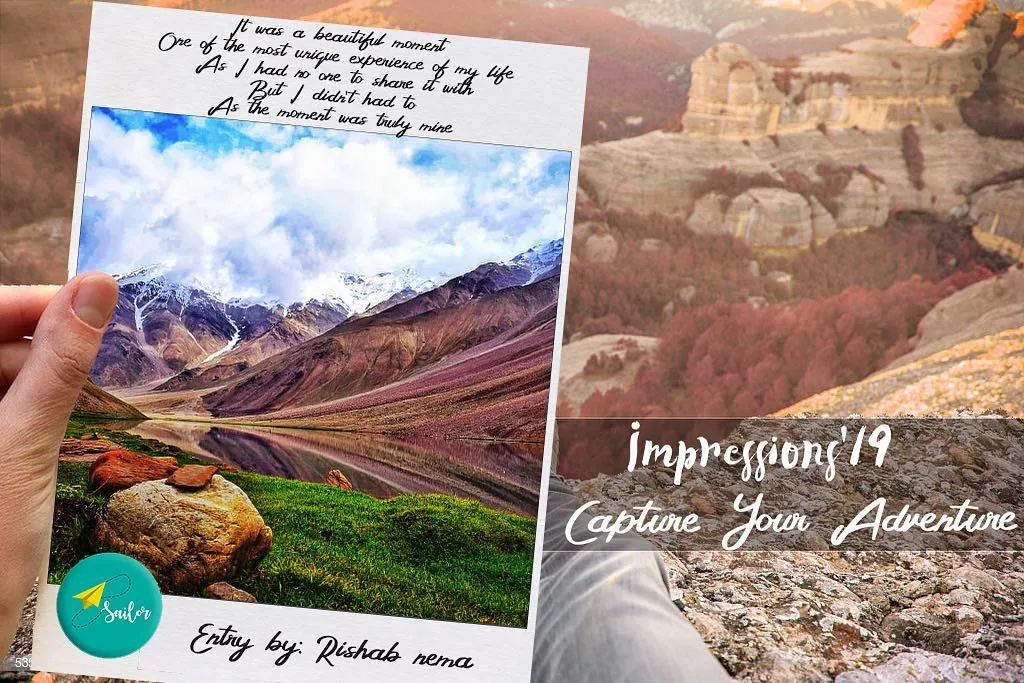 It was a beautiful moment
One of the most unique experience of my life
As I had no one to share it with
But I didn't had to
As the moment was truly mine
Impressions'19
Capture Your Adventure
Sailor
Entry by: Rishab nema